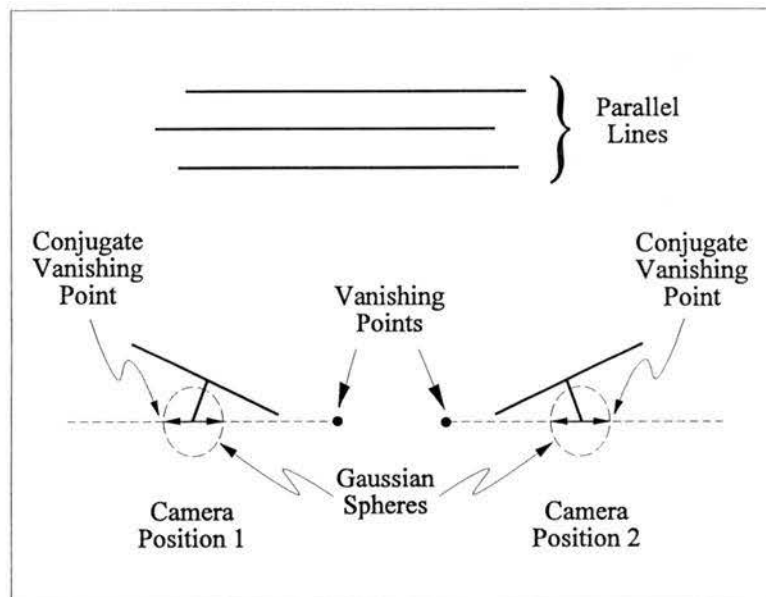 Parallel
Lines
Conjugate
Vanishing
Point
Vanishing
Points
Conjugate
Vanishing
Point
Gaussian
Spheres
Camera
Position 1
Camera
Position 2